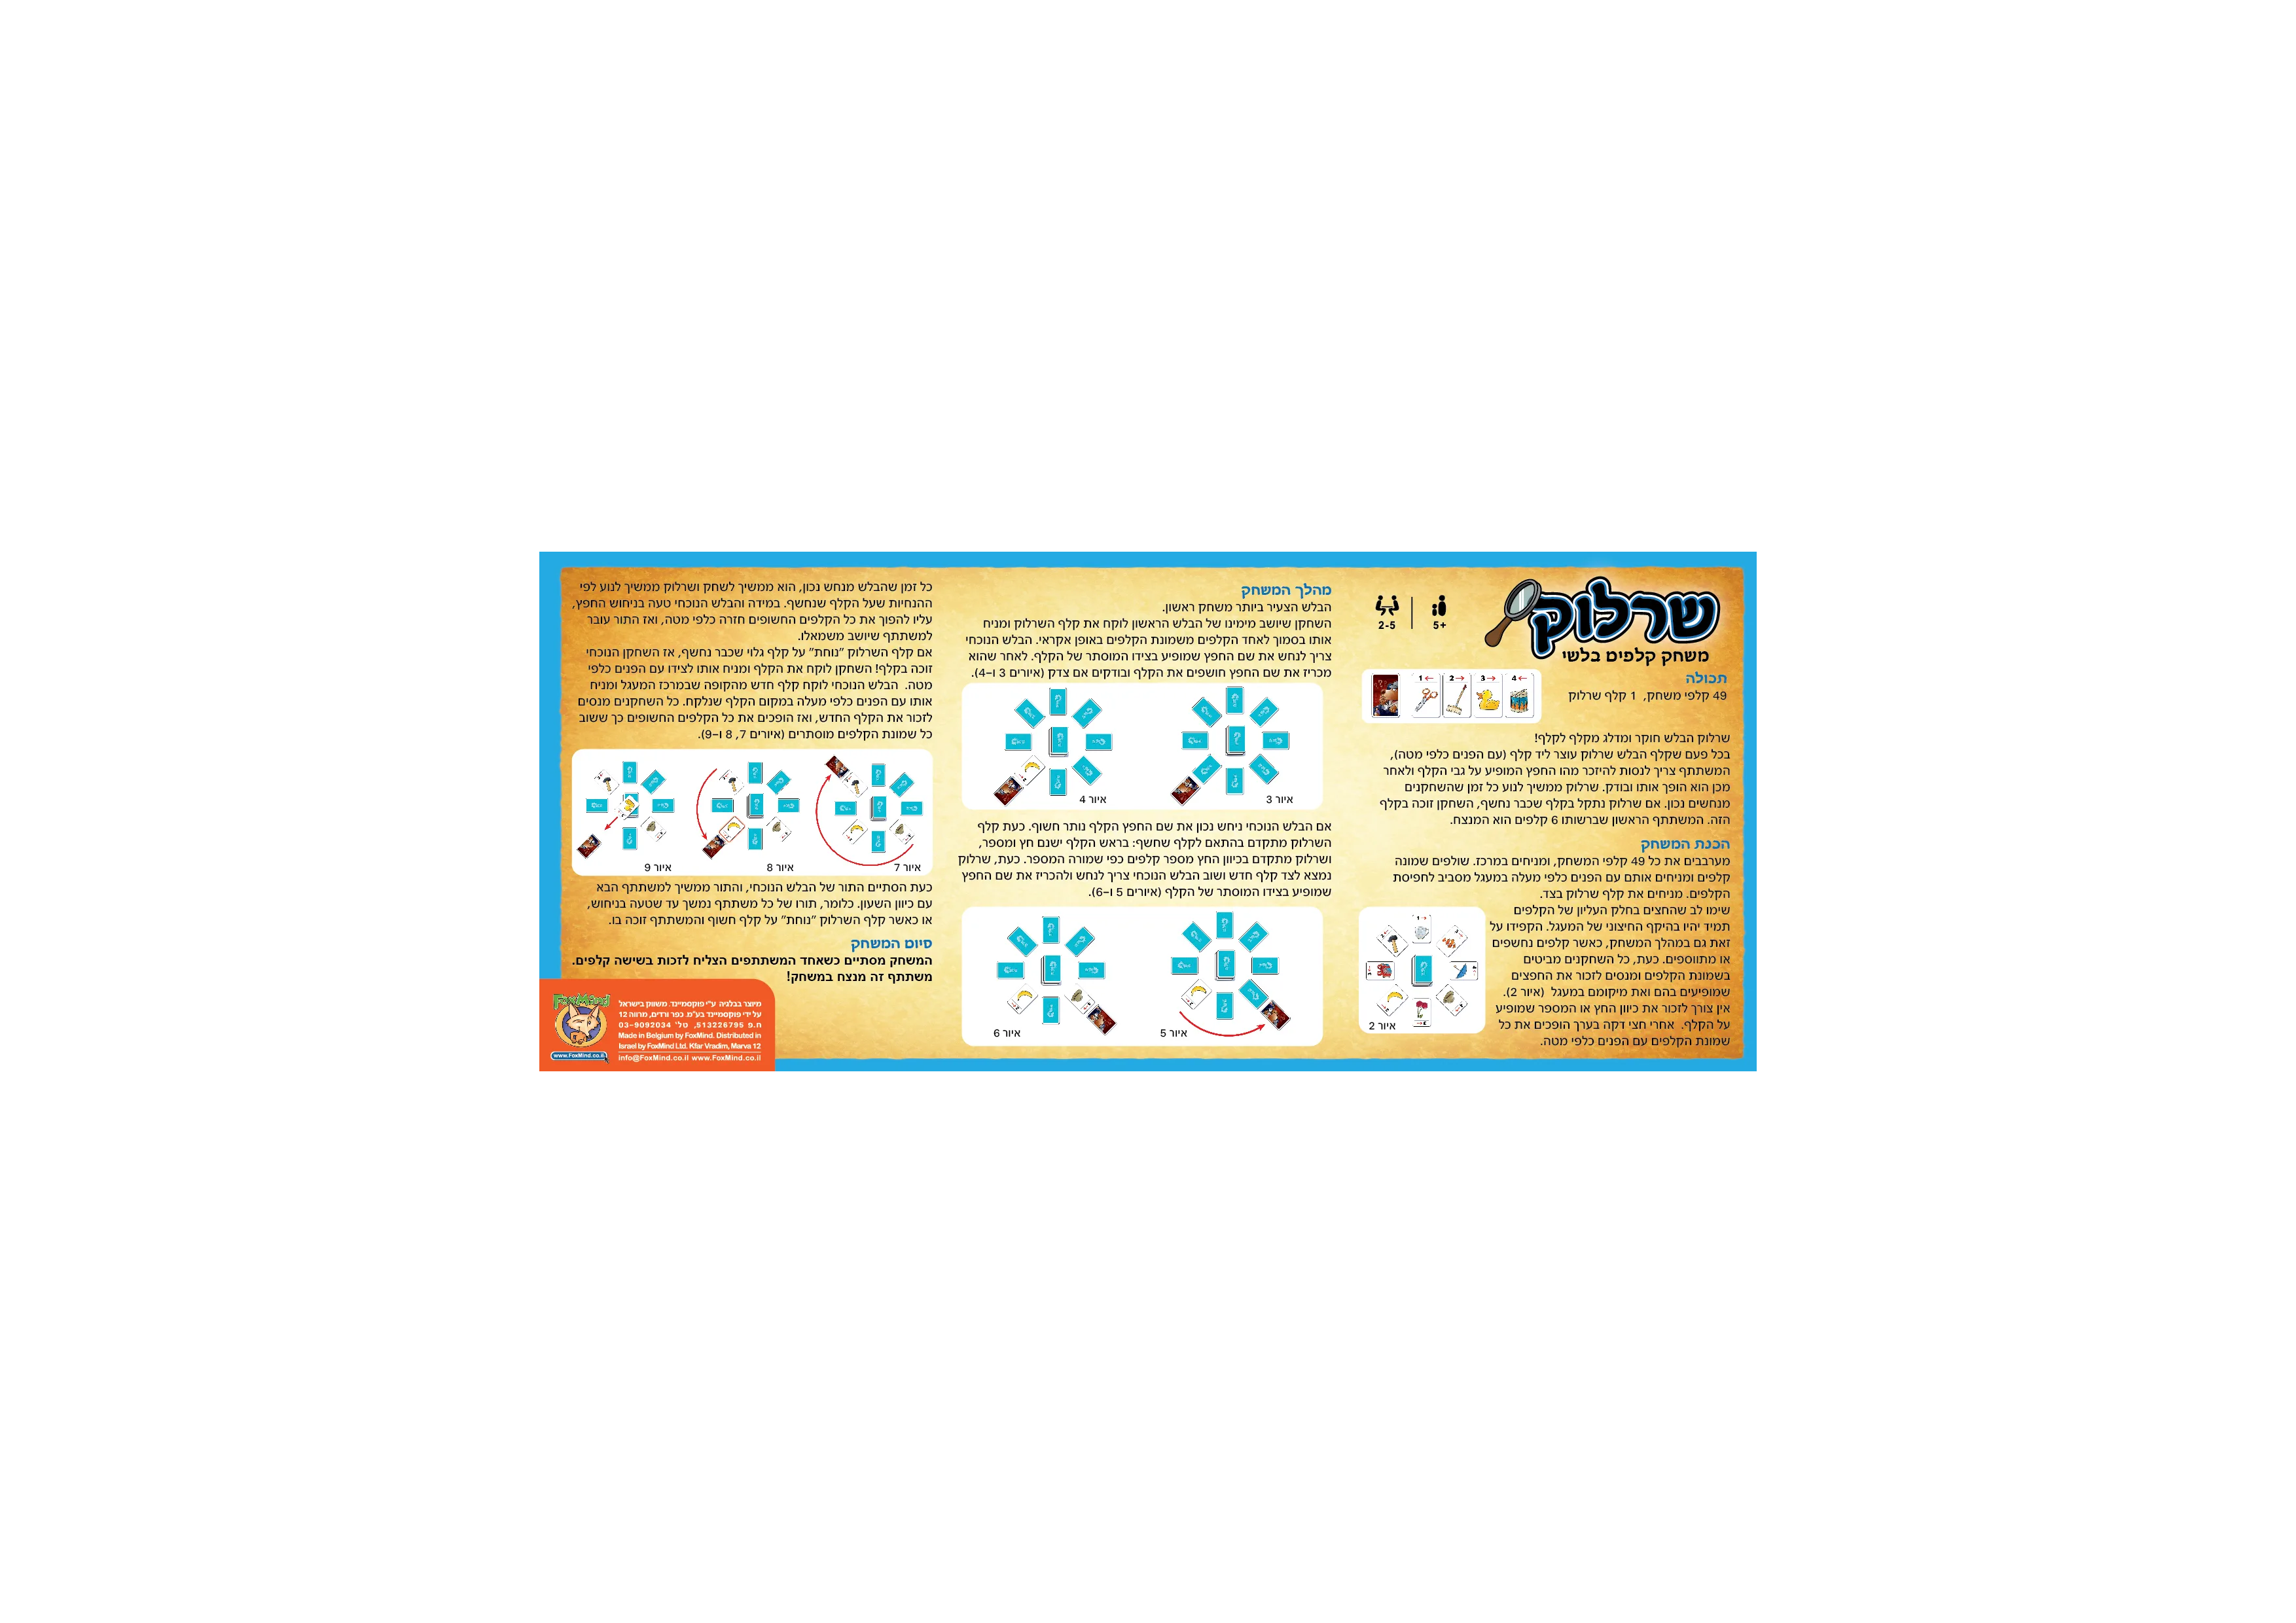 שרלוק
משחק קלפים בלשי
5+
2-5
תכולה
49 קלפי משחק, 1 קלף שרלוק
1←
2→
3→
4←
שרלוק הבלש חוקר ומדלג מקלף לקלף!
בכל פעם שקלף הבלש שרלוק עוצר ליד קלף (עם הפנים כלפי מטה),
המשתתף צריך לנסות להיזכר מהו החפץ המופיע על גבי הקלף ולאחר
מכן הוא הופך אותו ובודק. שרלוק ממשיך לנוע כל זמן שהשחקנים
מנחשים נכון. אם שרלוק נתקל בקלף שכבר נחשף, השחקן זוכה בקלף
הזה. המשתתף הראשון שברשותו 6 קלפים הוא המנצח.
הכנת המשחק
מערבבים את כל 49 קלפי המשחק, ומניחים במרכז. שולפים שמונה
קלפים ומניחים אותם עם הפנים כלפי מעלה במעגל מסביב לחפיסת
הקלפים. מניחים את קלף שרלוק בצד.
שימו לב שהחצים בחלק העליון של הקלפים
תמיד יהיו בהיקף החיצוני של המעגל. הקפידו על
זאת גם במהלך המשחק, כאשר קלפים נחשפים
או מתווספים. כעת, כל השחקנים מביטים
בשמונת הקלפים ומנסים לזכור את החפצים
שמופיעים בהם ואת מיקומם במעגל (איור 2).
אין צורך לזכור את כיוון החץ או המספר שמופיע
על הקלף. אחרי חצי דקה בערך הופכים את כל
שמונת הקלפים עם הפנים כלפי מטה.
איור 2
מהלך המשחק
הבלש הצעיר ביותר משחק ראשון.
השחקן שיושב מימינו של הבלש הראשון לוקח את קלף השרלוק ומניח
אותו בסמוך לאחד הקלפים משמונת הקלפים באופן אקראי. הבלש הנוכחי
צריך לנחש את שם החפץ שמופיע בצידו המוסתר של הקלף. לאחר שהוא
מכריז את שם החפץ חושפים את הקלף ובודקים אם צדק (איורים 3 ו-4).
איור 3
איור 4
אם הבלש הנוכחי ניחש נכון את שם החפץ הקלף נותר חשוף. כעת קלף
השרלוק מתקדם בהתאם לקלף שחשף: בראש הקלף ישנם חץ ומספר,
ושרלוק מתקדם בכיוון החץ מספר קלפים כפי שמורה המספר. כעת, שרלוק
נמצא לצד קלף חדש ושוב הבלש הנוכחי צריך לנחש ולהכריז את שם החפץ
שמופיע בצידו המוסתר של הקלף (איורים 5 ו-6).
איור 5
איור 6
כל זמן שהבלש מנחש נכון, הוא ממשיך לשחק ושרלוק ממשיך לנוע לפי
ההנחיות שעל הקלף שנחשף. במידה והבלש הנוכחי טעה בניחוש החפץ,
עליו להפוך את כל הקלפים החשופים חזרה כלפי מטה, ואז התור עובר
למשתתף שיושב משמאלו.
אם קלף השרלוק "נוחת" על קלף גלוי שכבר נחשף, אז השחקן הנוכחי
זוכה בקלף! השחקן לוקח את הקלף ומניח אותו לצידו עם הפנים כלפי
מטה. הבלש הנוכחי לוקח קלף חדש מהקופה שבמרכז המעגל ומניח
אותו עם הפנים כלפי מעלה במקום הקלף שנלקח. כל השחקנים מנסים
לזכור את הקלף החדש, ואז הופכים את כל הקלפים החשופים כך ששוב
כל שמונת הקלפים מוסתרים (איורים 7, 8 ו-9).
איור 7
איור 8
איור 9
כעת הסתיים התור של הבלש הנוכחי, והתור ממשיך למשתתף הבא
עם כיוון השעון. כלומר, תורו של כל משתתף נמשך עד שטעה בניחוש,
או כאשר קלף השרלוק "נוחת" על קלף חשוף והמשתתף זוכה בו.
סיום המשחק
המשחק מסתיים כשאחד המשתתפים הצליח לזכות בשישה קלפים.
משתתף זה מנצח במשחק!
FoxMind
www.FoxMind.co.il
מיוצר בבלגיה ע"י פוקסמיינד. משווק בישראל
על ידי פוקסמיינד בע"מ. כפר ורדים, מרווה 12
ח.פ 513226795, טל' 03-9092034
Made in Belgium by FoxMind. Distributed in
Israel by FoxMind Ltd. Kfar Vradim, Marva 12
info@FoxMind.co.il www.FoxMind.co.il